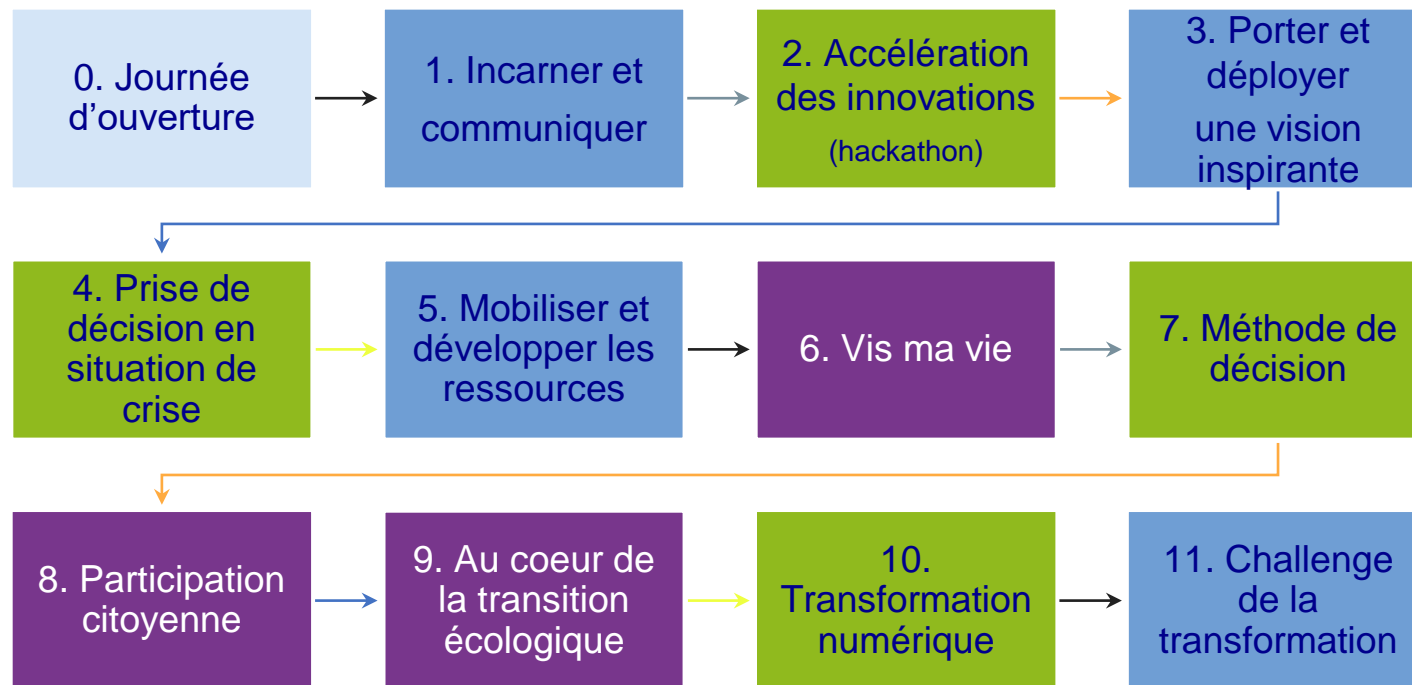 0. Journée
d’ouverture
1. Incarner et
communiquer
2. Accélération
des innovations
(hackathon)
3. Porter et
déployer
une vision
inspirante
4. Prise de
décision en
situation de
crise
5. Mobiliser et
développer les
ressources
6. Vis ma vie
7. Méthode de
décision
8. Participation
citoyenne
9. Au coeur de
la transition
écologique
10.
Transformation
numérique
11. Challenge
de la
transformation